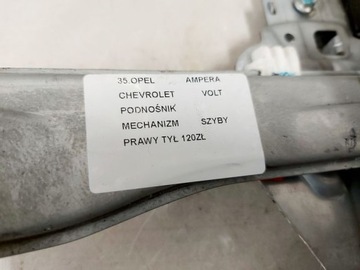 35.OPEL AMPERA
CHEVROLET VOLT
PODNOŚNIK
MECHANIZM SZYBY
PRAWY TYŁ 120ZŁ